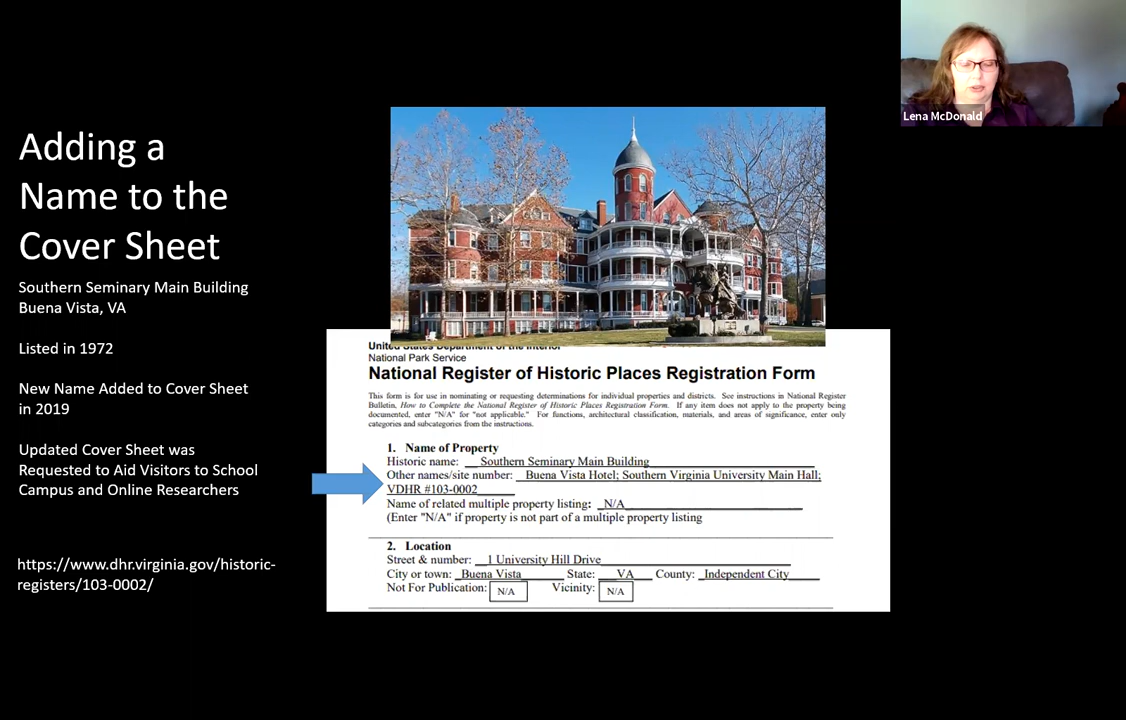 Adding a
Name to the
Cover Sheet
Southern Seminary Main Building
Buena Vista, VA
Listed in 1972
New Name Added to Cover Sheet
in 2019
Updated Cover Sheet was
Requested to Aid Visitors to School
Campus and Online Researchers
https://www.dhr.virginia.gov/historic-
registers/103-0002/
Lena McDonald
United States Department of the Interior
National Park Service
National Register of Historic Places Registration Form
This form is for use in nominating or requesting determinations for individual properties and districts. See instructions in National Register
Bulletin, How to Complete the National Register of Historic Places Registration Form. If any item does not apply to the property being
documented, enter "N/A" for "not applicable." For functions, architectural classification, materials, and areas of significance, enter only
categories and subcategories from the instructions.
1. Name of Property
Historic name: Southern Seminary Main Building
Other names/site number: Buena Vista Hotel; Southern Virginia University Main Hall;
VDHR #103-0002
Name of related multiple property listing: N/A
(Enter "N/A" if property is not part of a multiple property listing
2. Location
Street & number: 1 University Hill Drive
City or town: Buena Vista State: VA County: Independent City
Not For Publication: N/A Vicinity: N/A